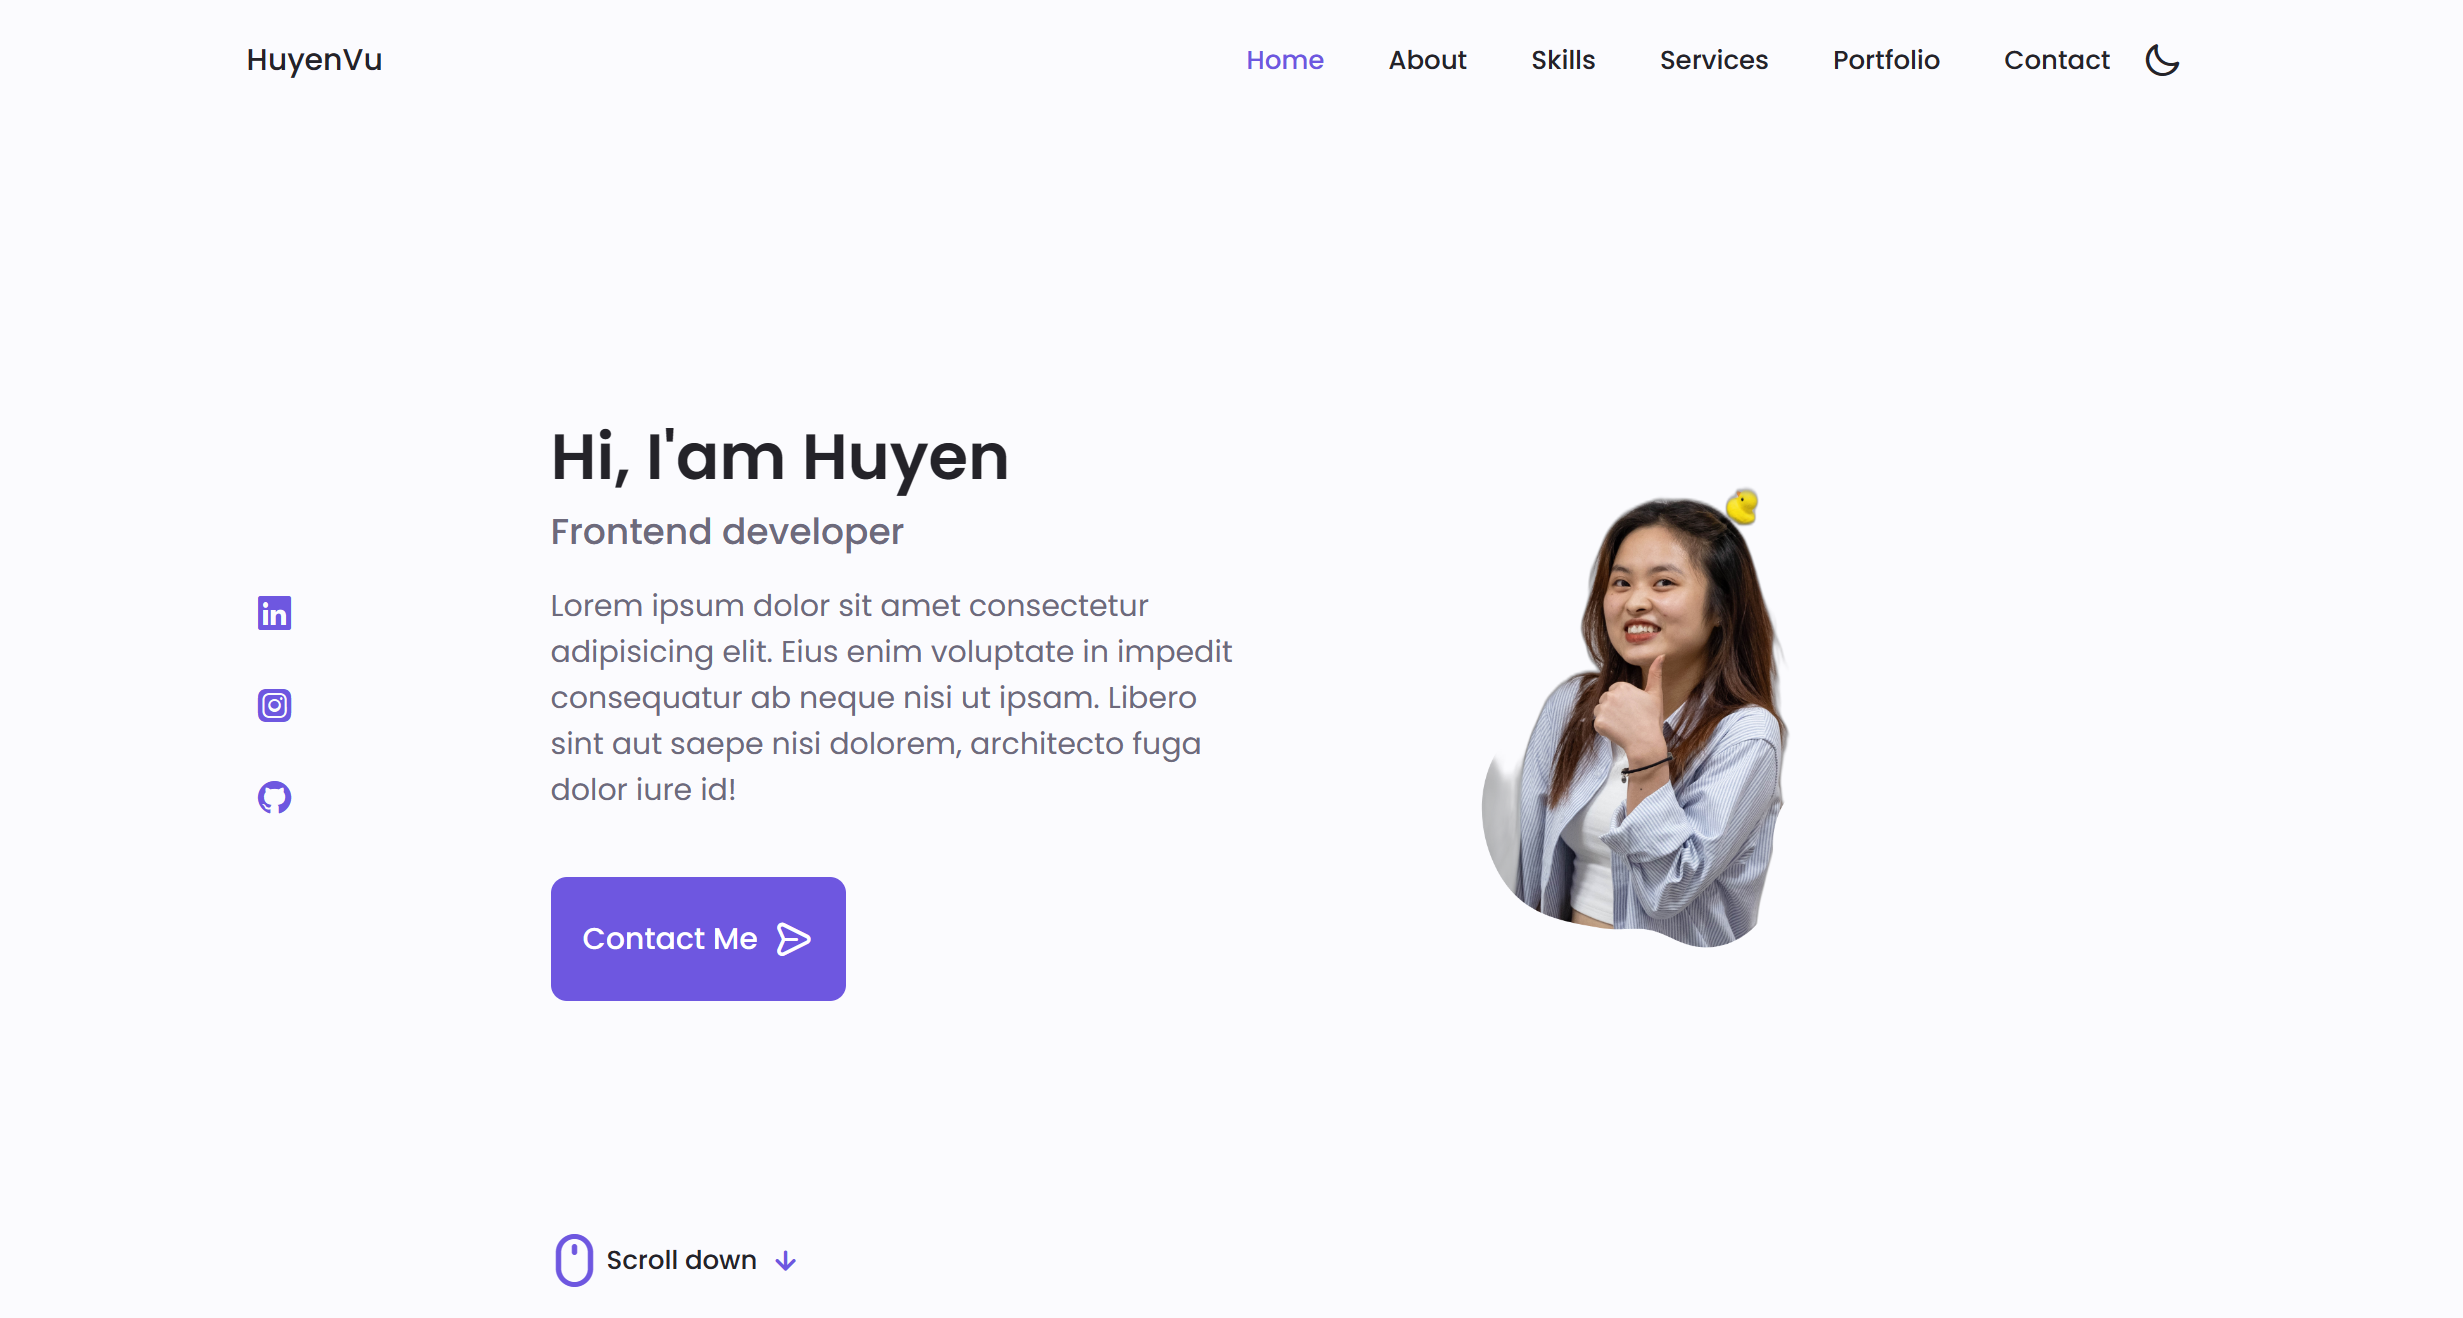 HuyenVu
Home About Skills Services Portfolio Contact
Hi, I'am Huyen
Frontend developer
Lorem ipsum dolor sit amet consectetur
adipisicing elit. Eius enim voluptate in impedit
consequatur ab neque nisi ut ipsam. Libero
sint aut saepe nisi dolorem, architecto fuga
dolor iure id!
in
Contact Me
Scroll down